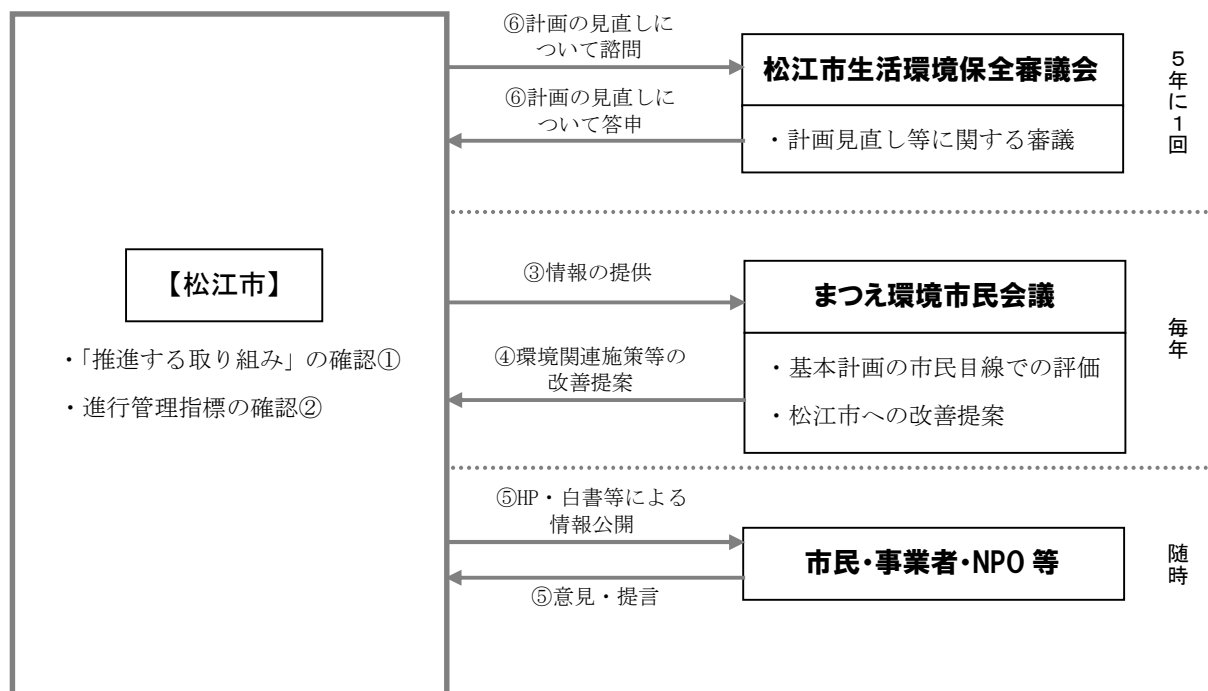 ⑥計画の見直しに
ついて諮問
松江市生活環境保全審議会
⑥計画の見直しに
ついて答申
・計画見直し等に関する審議
5年に1回
【松江市】
・「推進する取り組み」の確認①
・進行管理指標の確認②
③情報の提供
まつえ環境市民会議
④環境関連施策等の
改善提案
・基本計画の市民目線での評価
・松江市への改善提案
毎年
⑤HP・白書等による
情報公開
市民・事業者・NPO 等
⑤意見・提言
随時